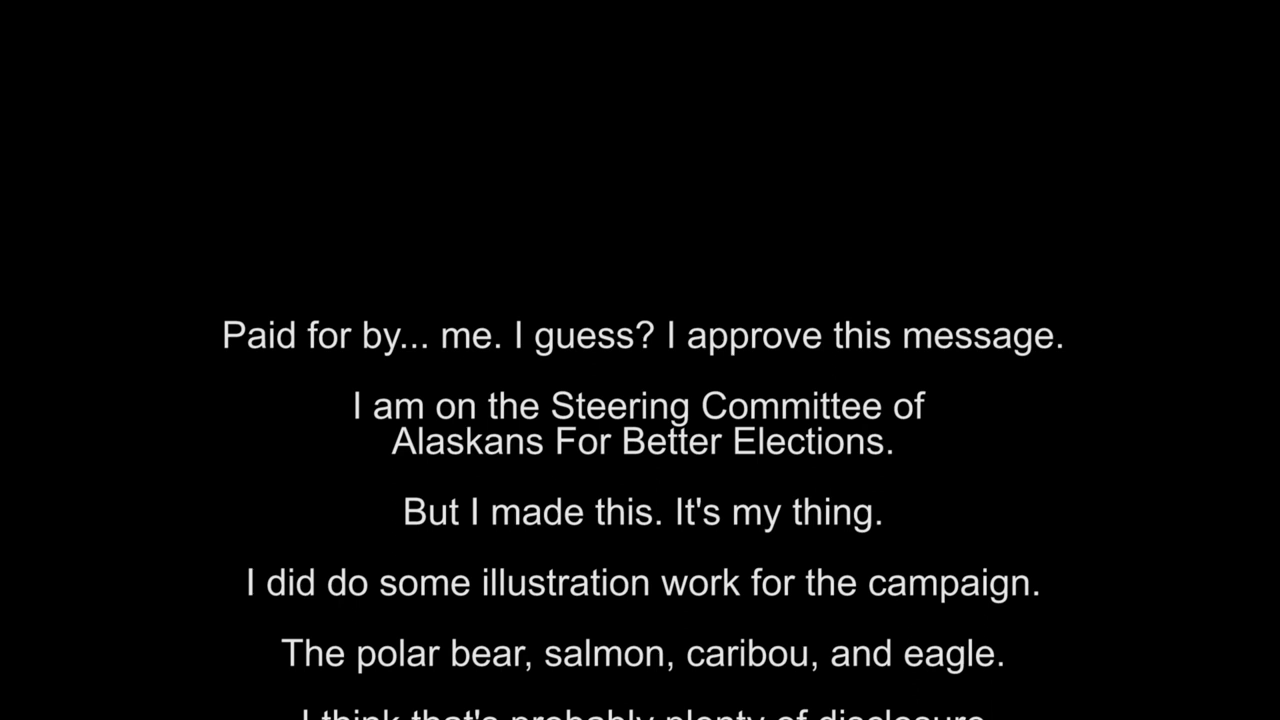 Paid for by... me. I guess? I approve this message.
I am on the Steering Committee of
Alaskans For Better Elections.
But I made this. It's my thing.
I did do some illustration work for the campaign.
The polar bear, salmon, caribou, and eagle.
I think that's probably plenty of disclosure.